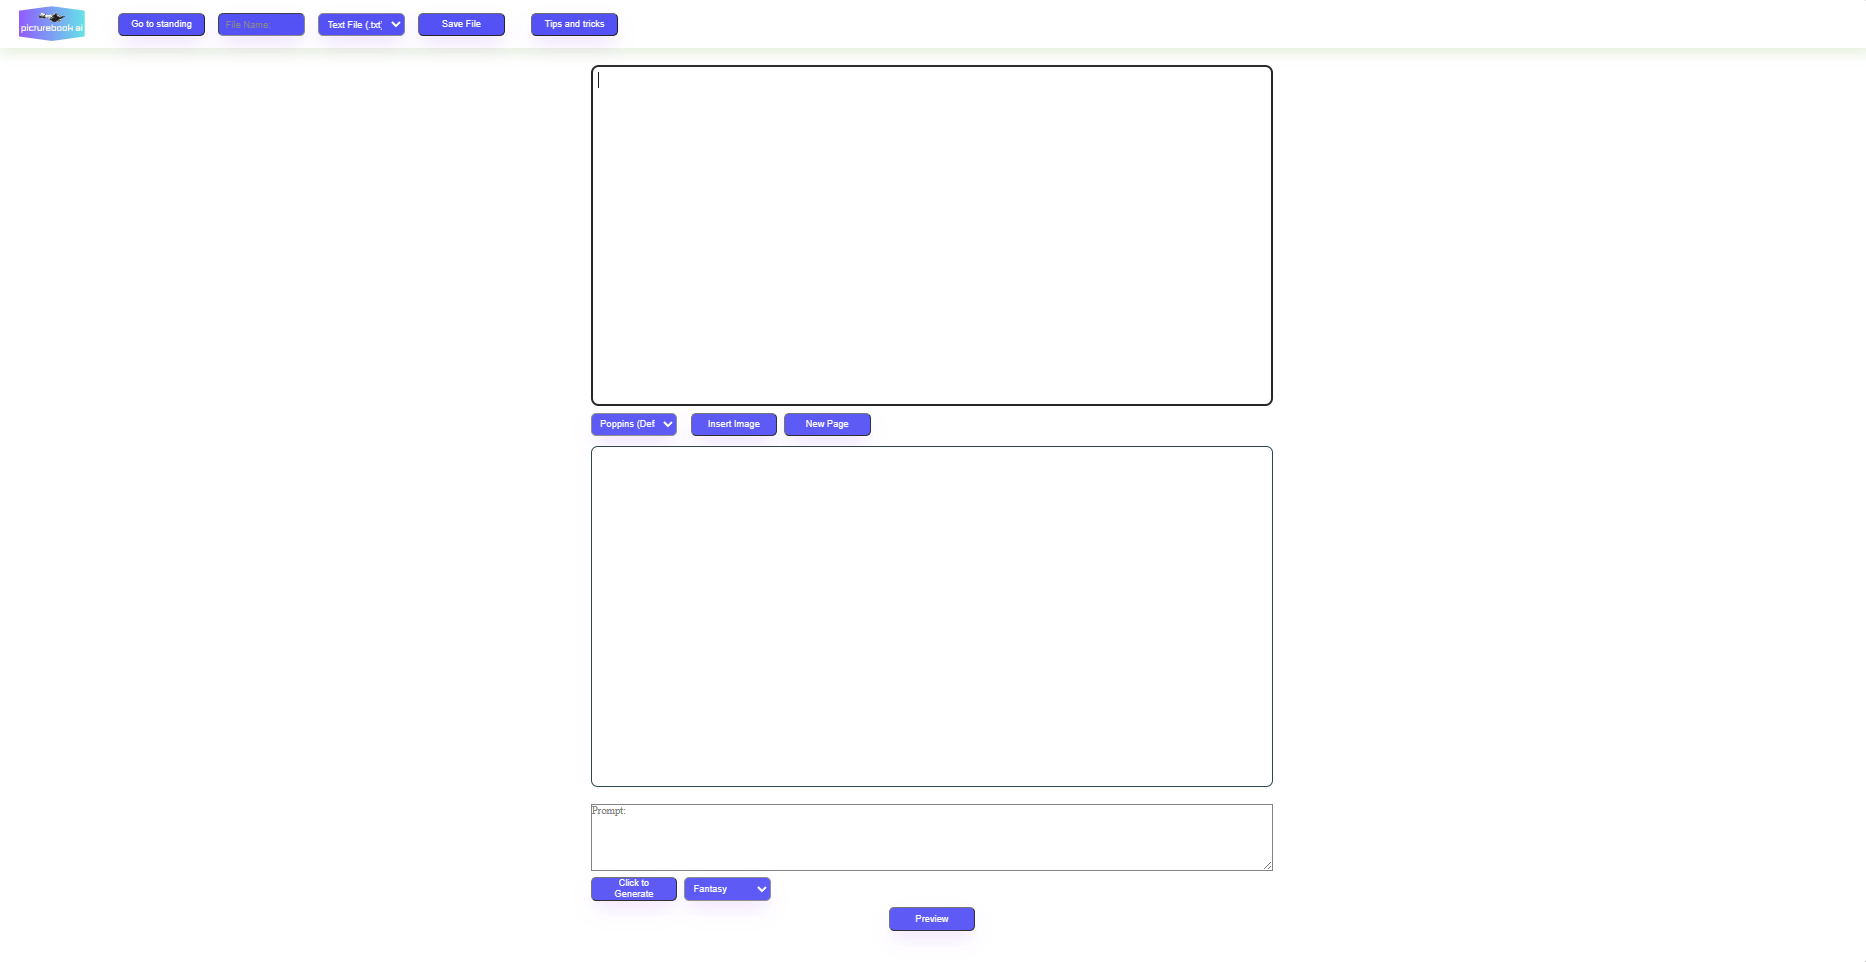 picturebook ai
Go to standing
File Name:
Text File (.txt)
Save File
Tips and tricks
Poppins (Def
Insert Image
New Page
Prompt:
Click to
Generate
Fantasy
Preview